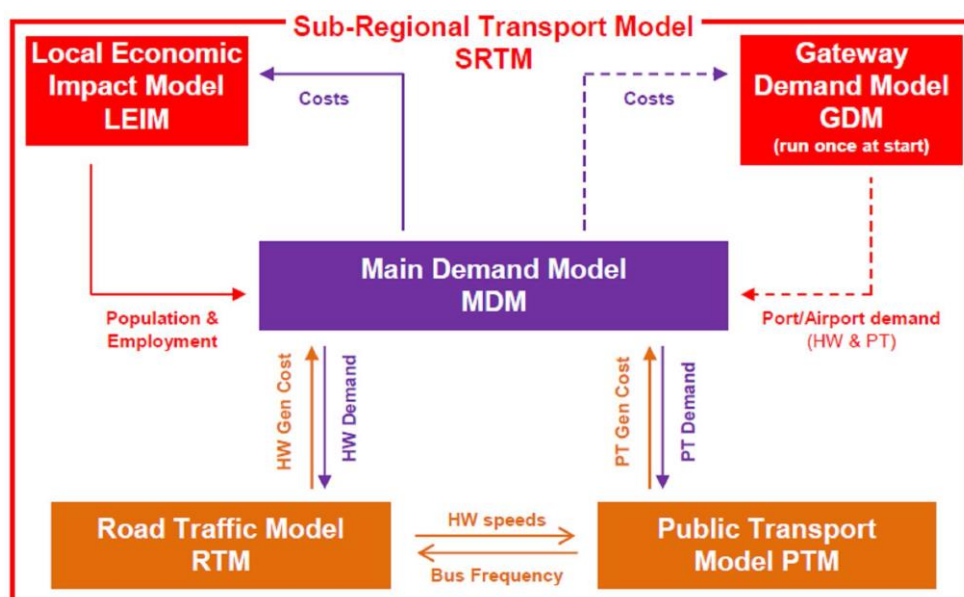 Sub-Regional Transport Model
SRTM
Local Economic
Impact Model
LEIM
Costs
Costs
Gateway
Demand Model
GDM
(run once at start)
Main Demand Model
MDM
Population &
Employment
Port/Airport demand
(HW & PT)
HW Gen Cost
HW Demand
PT Gen Cost
PT Demand
Road Traffic Model
RTM
HW speeds
Bus Frequency
Public Transport
Model PTM